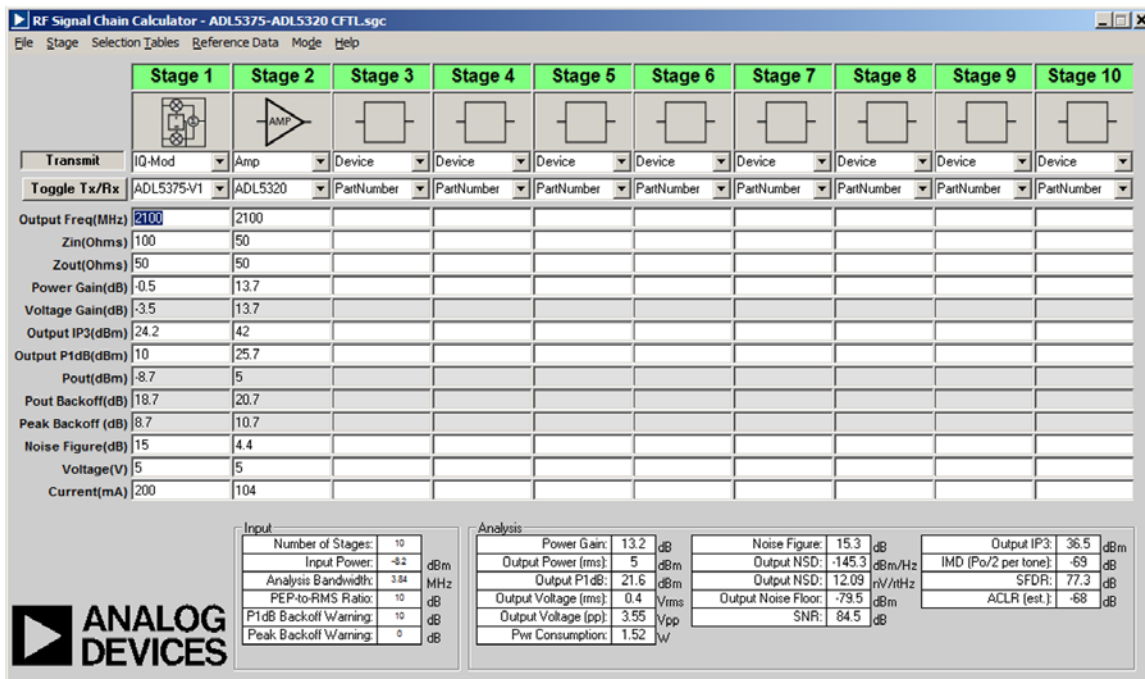 RF Signal Chain Calculator - ADL5375-ADL5320 CFTL.sgc
File Stage Selection Tables Reference Data Mode Help
Stage 1 Stage 2 Stage 3 Stage 4 Stage 5 Stage 6 Stage 7 Stage 8 Stage 9 Stage 10
AMP
Transmit IQ-Mod Amp Device Device Device Device Device Device Device Device
Toggle Tx/Rx ADL5375-V1 ADL5320 PartNumber PartNumber PartNumber PartNumber PartNumber PartNumber PartNumber PartNumber
Output Freq(MHz) 2100 2100
Zin(Ohms) 100 50
Zout(Ohms) 50 50
Power Gain(dB) -0.5 13.7
Voltage Gain(dB) -3.5 13.7
Output IP3(dBm) 24.2 42
Output P1dB(dBm) 10 25.7
Pout(dBm) -8.7 5
Pout Backoff(dB) 18.7 20.7
Peak Backoff (dB) 8.7 10.7
Noise Figure(dB) 15 4.4
Voltage(V) 5 5
Current(mA) 200 104
Input
Number of Stages: 10
Input Power: -8.2 dBm
Analysis Bandwidth: 3.84 MHz
PEP-to-RMS Ratio: 10 dB
P1dB Backoff Warning: 10 dB
Peak Backoff Warning: 0 dB
Analysis
Power Gain: 13.2 dB Noise Figure: 15.3 dB Output IP3: 36.5 dBm
Output Power (rms): 5 dBm Output NSD: -145.3 dBm/Hz IMD (Po/2 per tone): -69 dB
Output P1dB: 21.6 dBm Output NSD: 12.09 nV/rtHz SFDR: 77.3 dB
Output Voltage (rms): 0.4 Vrms Output Noise Floor: -79.5 dBm ACLR (est.): -68 dB
Output Voltage (pp): 3.55 Vpp SNR: 84.5 dB
Pwr Consumption: 1.52 W
ANALOG
DEVICES